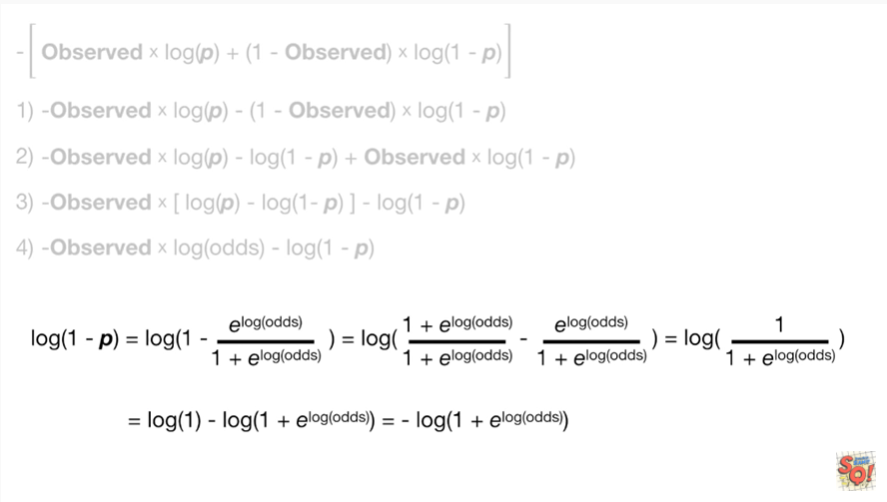 -[ Observed × log(p) + (1 - Observed) × log(1 - p) ]
1) -Observed × log(p) - (1 - Observed) × log(1 - p)
2) -Observed × log(p) - log(1 - p) + Observed × log(1 - p)
3) -Observed × [ log(p) - log(1- p) ] - log(1 - p)
4) -Observed × log(odds) - log(1 - p)
log(1 - p) = log(1 - e^log(odds) / 1 + e^log(odds) ) = log( 1 + e^log(odds) / 1 + e^log(odds) - e^log(odds) / 1 + e^log(odds) ) = log( 1 / 1 + e^log(odds) )
= log(1) - log(1 + e^log(odds)) = - log(1 + e^log(odds))
SQ!